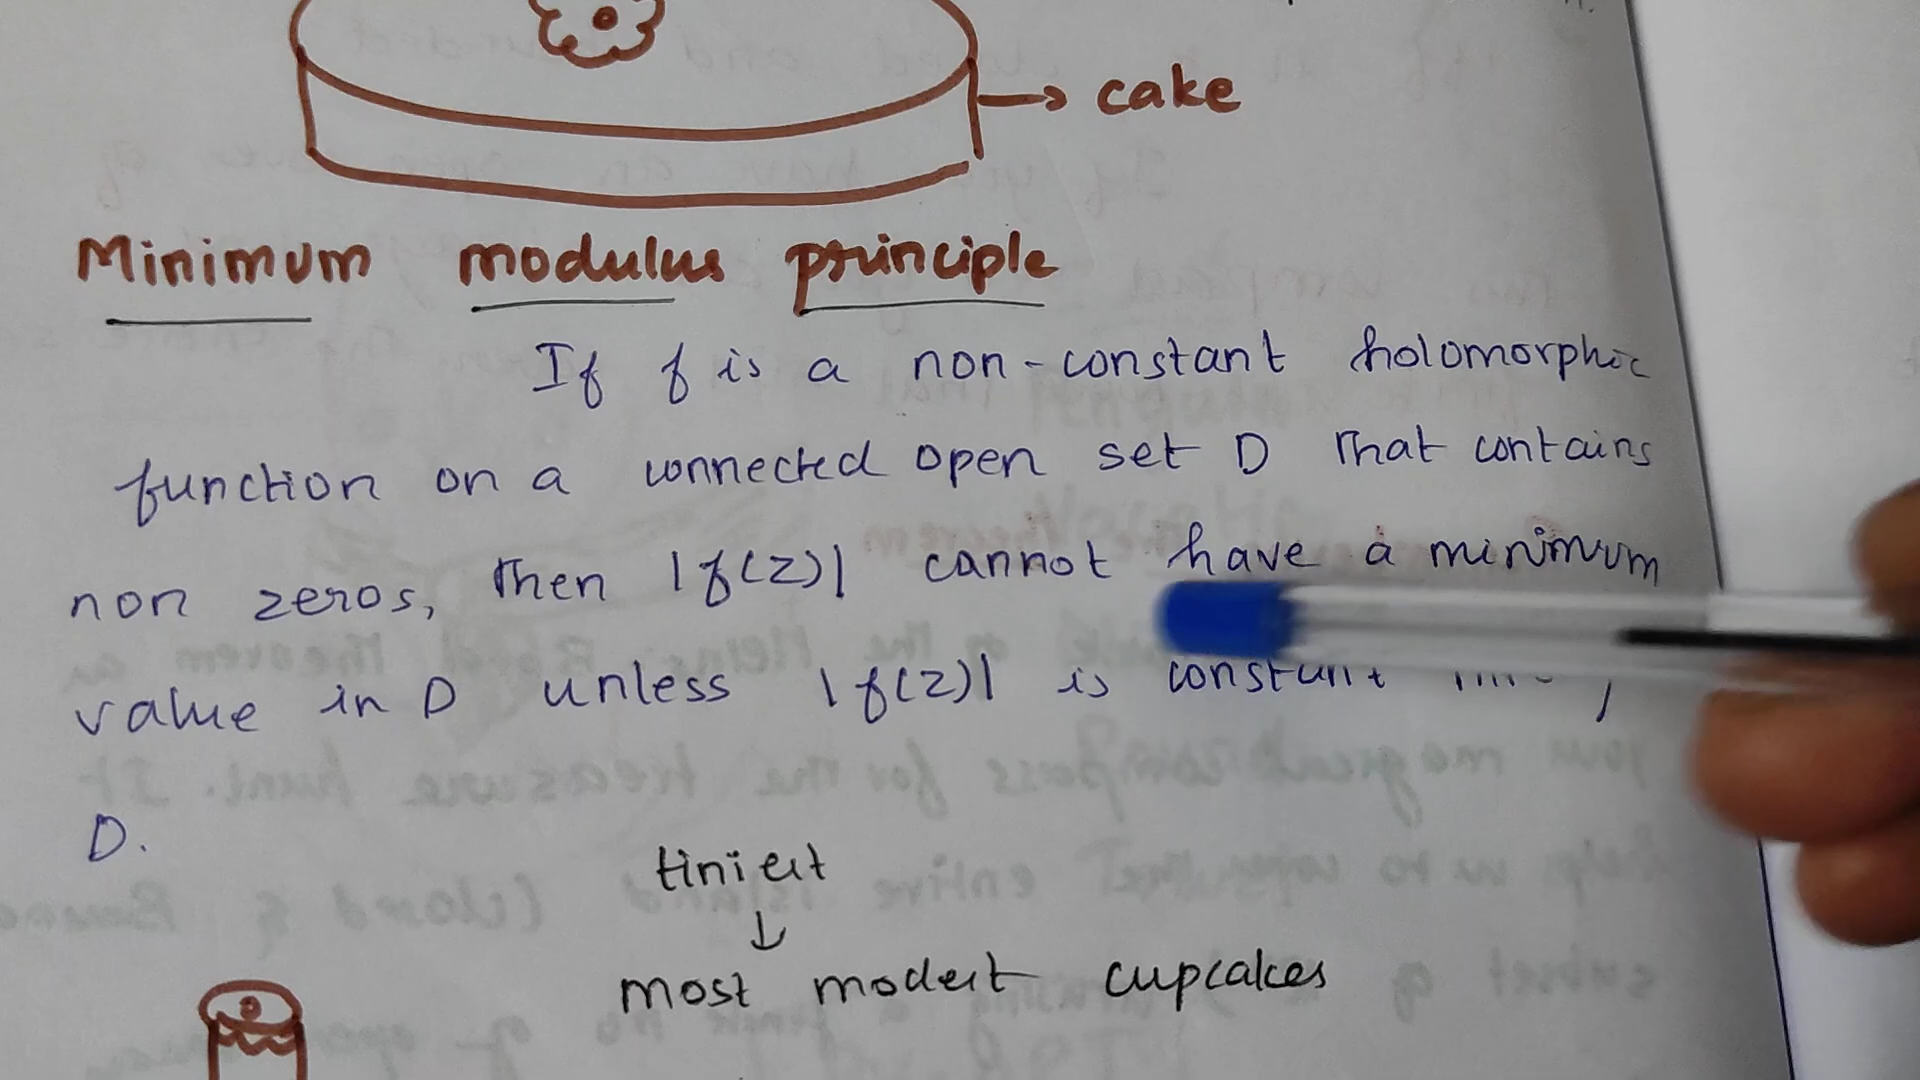 cake
Minimum modulus principle
If f is a non-constant holomorphic
function on a connected open set D that contains
non zeros, then |f(z)| cannot have a minimum
value in D unless |f(z)| is constant
D.
tiniest
↓
most modest cupcakes